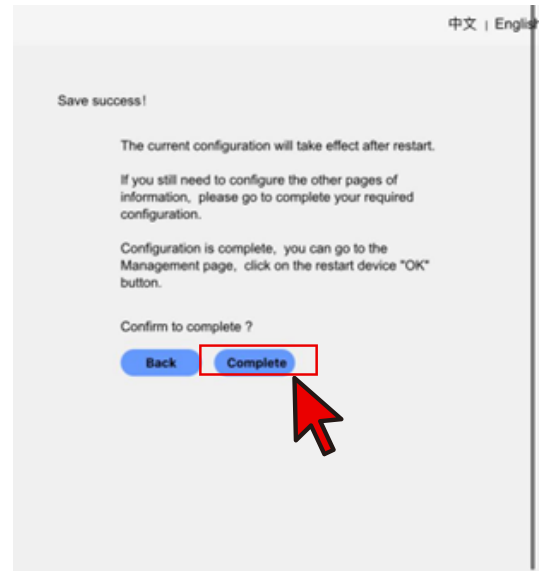 中文 | English
Save success!
The current configuration will take effect after restart.
If you still need to configure the other pages of
information, please go to complete your required
configuration.
Configuration is complete, you can go to the
Management page, click on the restart device "OK"
button.
Confirm to complete ?
Back Complete